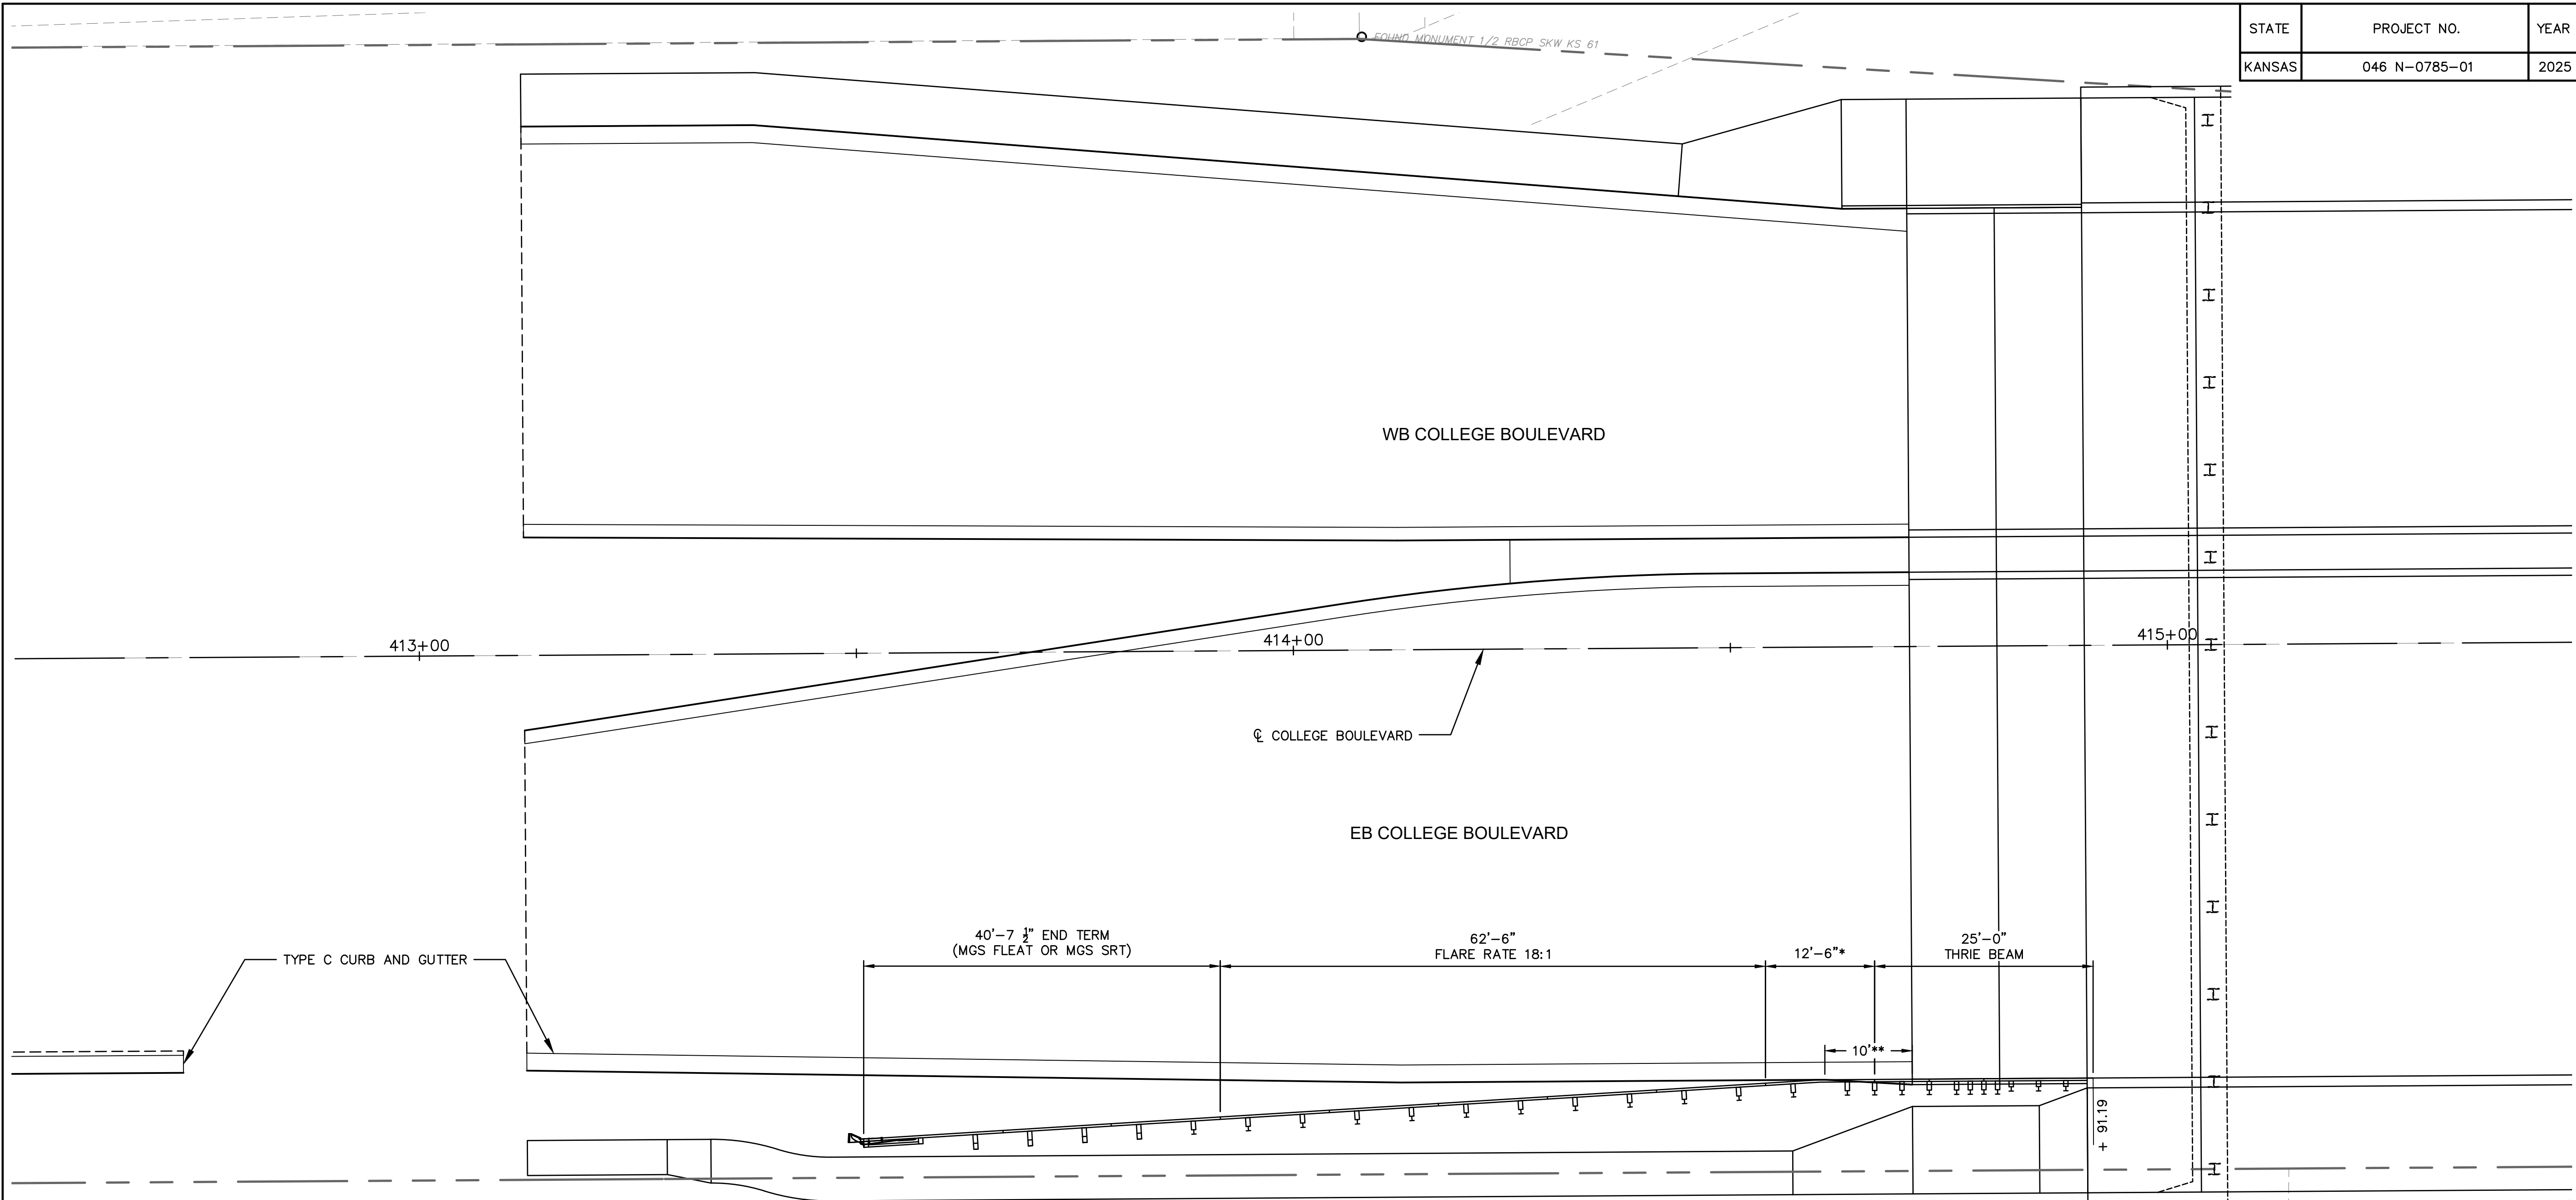 STATE PROJECT NO. YEAR
KANSAS 046 N-0785-01 2025
FOUND MONUMENT 1/2 RBCP SKW KS 61
WB COLLEGE BOULEVARD
413+00 414+00 415+00
℄ COLLEGE BOULEVARD
EB COLLEGE BOULEVARD
TYPE C CURB AND GUTTER
40'-7 1/2" END TERM
(MGS FLEAT OR MGS SRT)
62'-6"
FLARE RATE 18:1
12'-6"*
25'-0"
THRIE BEAM
10'**
+ 91.19